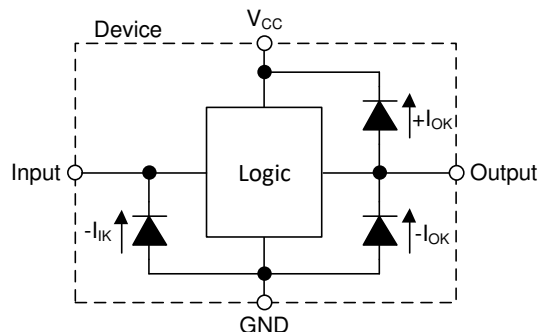 Device
VCC
+IOK
Input
Logic
Output
-IIK
-IOK
GND